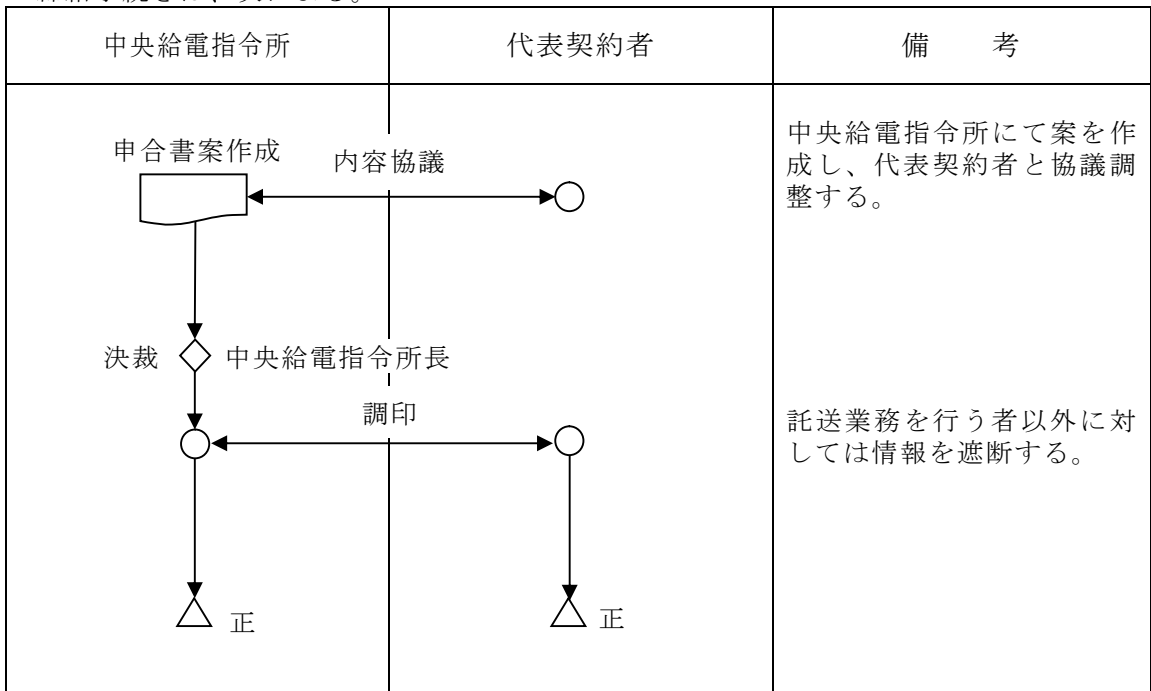 中央給電指令所
代表契約者
備　　考
申合書案作成
内容協議
中央給電指令所にて案を作
成し、代表契約者と協議調
整する。
決裁
中央給電指令所長
調印
託送業務を行う者以外に対
しては情報を遮断する。
正
正